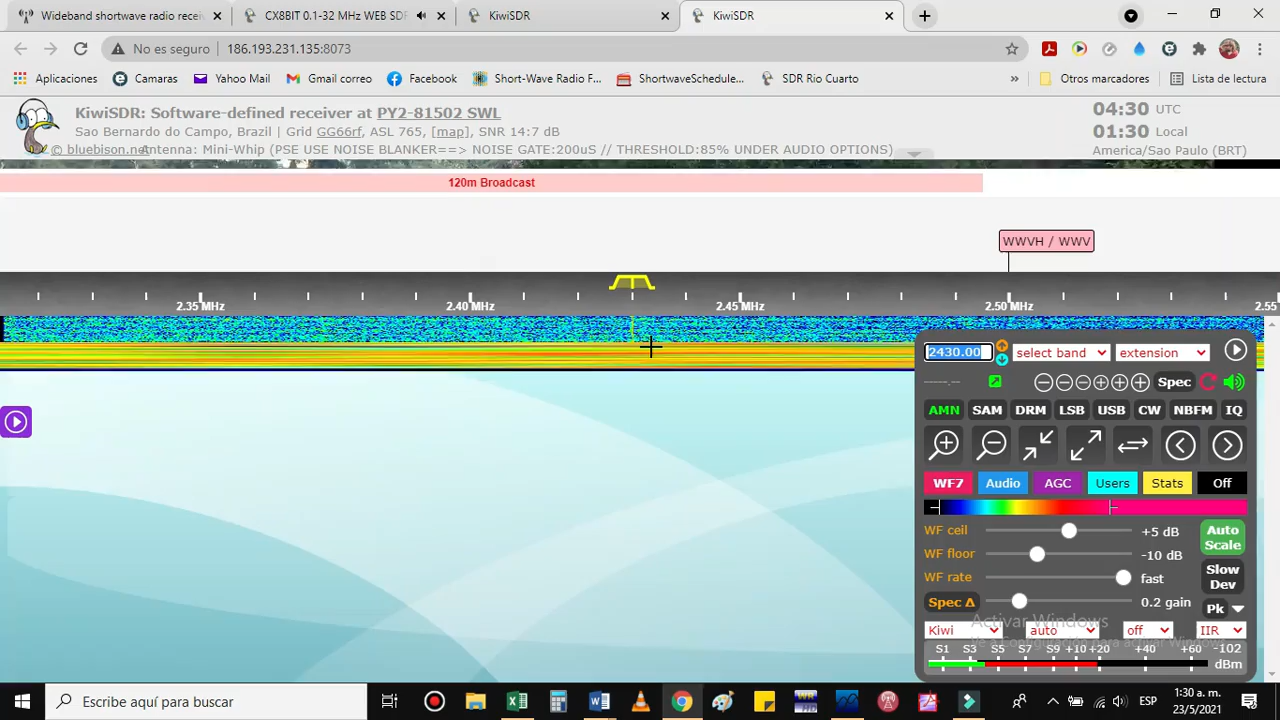 Wideband shortwave radio recei
CX8BIT 0.1-32 MHz WEB SDR
KiwiSDR
KiwiSDR
No es seguro
186.193.231.135:8073
Aplicaciones
Camaras
Yahoo Mail
Gmail correo
Facebook
Short-Wave Radio F...
ShortwaveSchedule...
SDR Rio Cuarto
»
Otros marcadores
Lista de lectura
KiwiSDR: Software-defined receiver at PY2-81502 SWL
Sao Bernardo do Campo, Brazil | Grid GG66rf, ASL 765, [map], SNR 14:7 dB
© bluebison.net
Antenna: Mini-Whip (PSE USE NOISE BLANKER==> NOISE GATE:200uS // THRESHOLD:85% UNDER AUDIO OPTIONS)
04:30 UTC
01:30 Local
America/Sao Paulo (BRT)
120m Broadcast
WWVH / WWV
2.35 MHz
2.40 MHz
2.45 MHz
2.50 MHz
2.55
2430.00
select band
extension
-----.--
Spec
AMN SAM DRM LSB USB CW NBFM IQ
WF7 Audio AGC Users Stats Off
WF ceil +5 dB
Auto Scale
WF floor -10 dB
WF rate fast
Slow Dev
Spec Δ 0.2 gain
Pk
Activar Windows
Ve a Configuración para activar Windows.
Kiwi auto off IIR
S1 S3 S5 S7 S9 +10 +20 +40 +60 -102
dBm
Escribe aquí para buscar
ESP
1:30 a. m.
23/5/2021